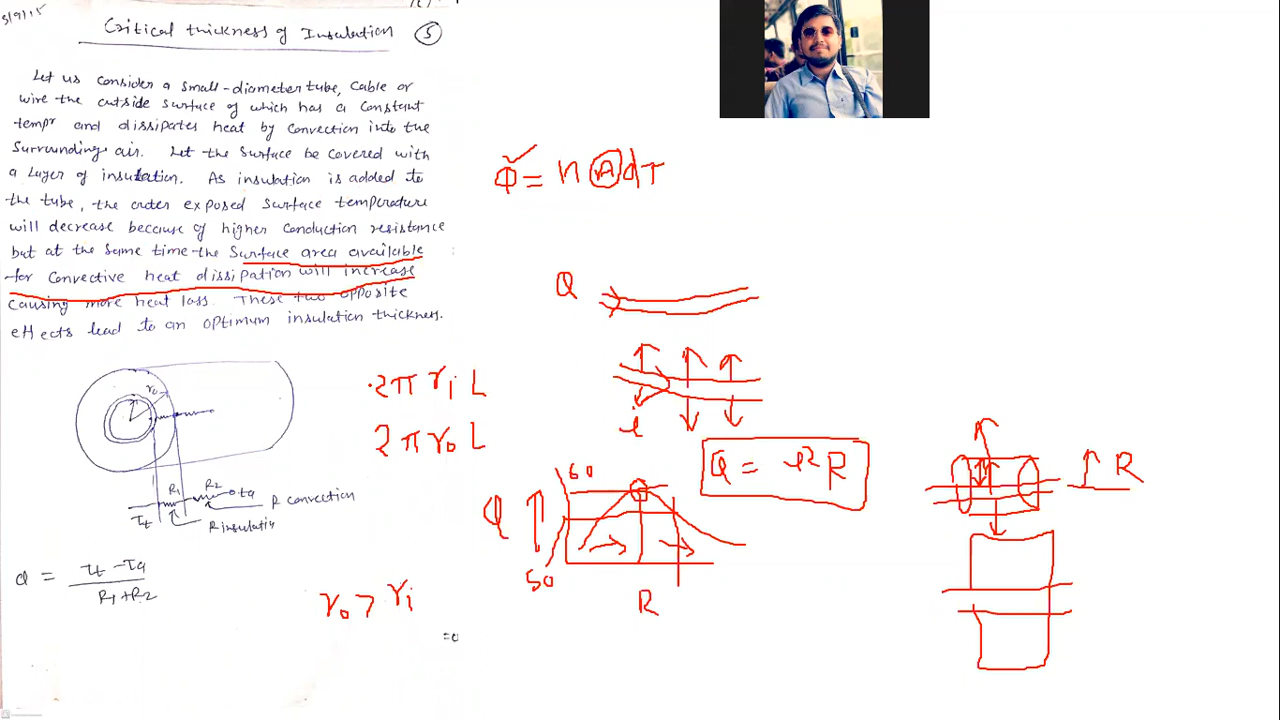 5/9/15
Critical thickness of Insulation 5
Let us consider a small-diameter tube, cable or
wire the outside surface of which has a constant
tempr and dissipates heat by convection into the
surrounding air. Let the surface be covered with
a layer of insulation. As insulation is added to
the tube, the outer exposed surface temperature
will decrease because of higher conduction resistance
but at the same time the surface area available
for convective heat dissipation will increase
causing more heat loss. These two opposite
effects lead to an optimum insulation thickness.
r₀
R₁ R₂ ta R convection
Tt R insulatin
Q = Tt - Ta
R₁+R₂
=0
2π rᵢ L
2π r₀ L
r₀ > rᵢ
A dT
Q
i
Q = i²R
60
Q
50
R
R